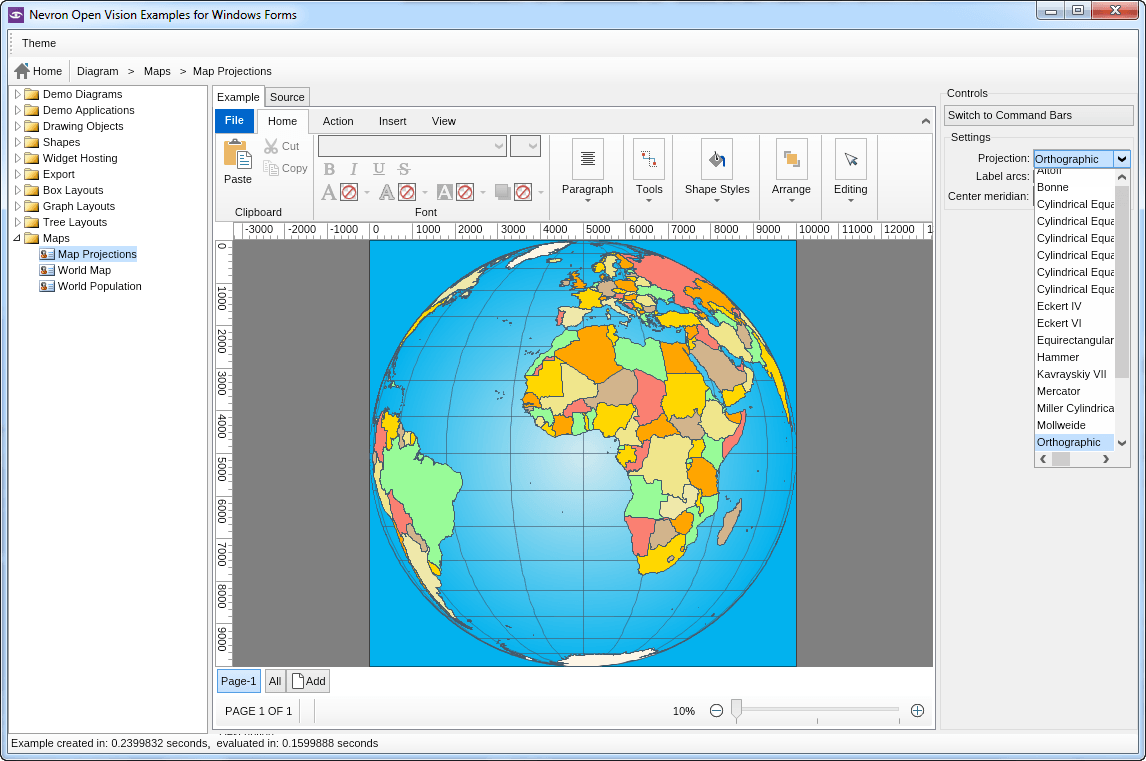 Nevron Open Vision Examples for Windows Forms
Theme
Home Diagram > Maps > Map Projections
Demo Diagrams
Demo Applications
Drawing Objects
Shapes
Widget Hosting
Export
Box Layouts
Graph Layouts
Tree Layouts
Maps
Map Projections
World Map
World Population
Example Source
File Home Action Insert View
Paste
Cut
Copy
Clipboard
B I U S
A A A
Font
Paragraph
Tools
Shape Styles
Arrange
Editing
-3000 -2000 -1000 0 1000 2000 3000 4000 5000 6000 7000 8000 9000 10000 11000 12000
0
1000
2000
3000
4000
5000
6000
7000
8000
9000
Page-1 All Add
PAGE 1 OF 1
10%
Controls
Switch to Command Bars
Settings
Projection: Orthographic
Label arcs:
Center meridian:
Aitoff
Bonne
Cylindrical Equa
Cylindrical Equa
Cylindrical Equa
Cylindrical Equa
Cylindrical Equa
Cylindrical Equa
Eckert IV
Eckert VI
Equirectangular
Hammer
Kavrayskiy VII
Mercator
Miller Cylindrica
Mollweide
Orthographic
Example created in: 0.2399832 seconds, evaluated in: 0.1599888 seconds